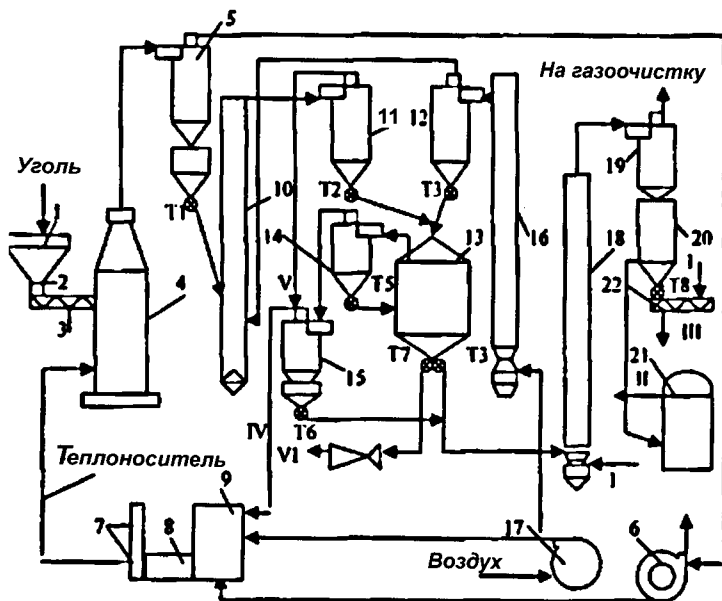 5
На газоочистку
11
12
Уголь
19
1
T1
10
T2
T3
14
13
16
18
20
2
4
V
T5
I
22
T8
3
III
T7
T3
21
15
II
IV
T6
VI
Теплоноситель
9
I
7
8
17
6
Воздух